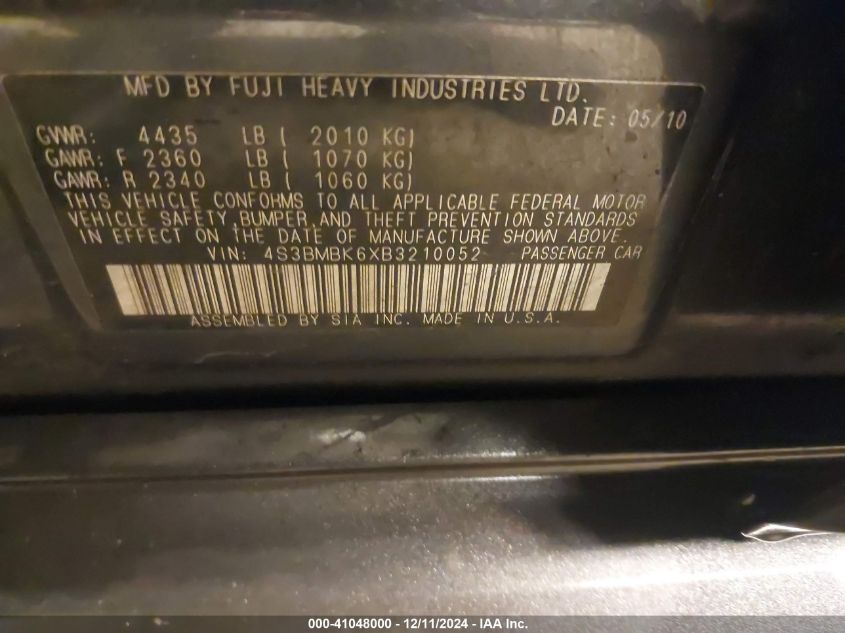 MFD BY FUJI HEAVY INDUSTRIES LTD.
DATE: 05/10
GVWR: 4435 LB ( 2010 KG)
GAWR: F 2360 LB ( 1070 KG)
GAWR: R 2340 LB ( 1060 KG)
THIS VEHICLE CONFORMS TO ALL APPLICABLE FEDERAL MOTOR
VEHICLE SAFETY, BUMPER, AND THEFT PREVENTION STANDARDS
IN EFFECT ON THE DATE OF MANUFACTURE SHOWN ABOVE.
VIN: 4S3BMBK6XB3210052 PASSENGER CAR
ASSEMBLED BY SIA INC. MADE IN U.S.A.
000-41048000 - 12/11/2024 - IAA Inc.